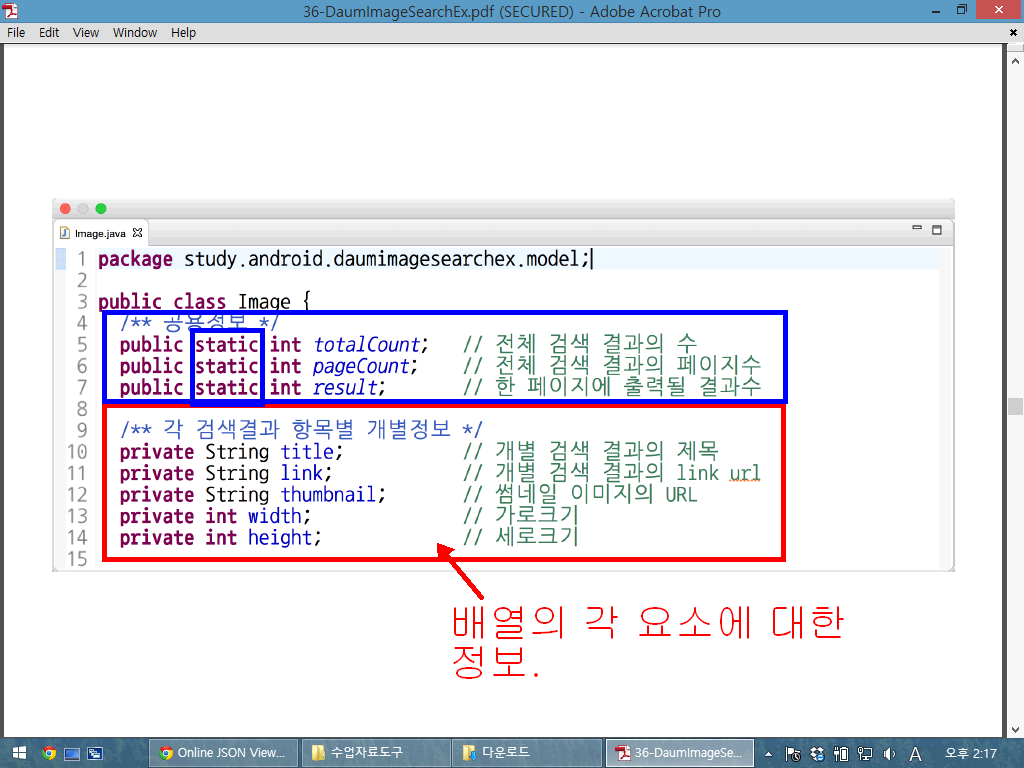 36-DaumImageSearchEx.pdf (SECURED) - Adobe Acrobat Pro
File Edit View Window Help
Image.java
1 package study.android.daumimagesearchex.model;
2
3 public class Image {
4 /** 공용정보 */
5 public static int totalCount; // 전체 검색 결과의 수
6 public static int pageCount; // 전체 검색 결과의 페이지수
7 public static int result; // 한 페이지에 출력될 결과수
8
9 /** 각 검색결과 항목별 개별정보 */
10 private String title; // 개별 검색 결과의 제목
11 private String link; // 개별 검색 결과의 link url
12 private String thumbnail; // 썸네일 이미지의 URL
13 private int width; // 가로크기
14 private int height; // 세로크기
15
배열의 각 요소에 대한
정보.
Online JSON View... 수업자료도구 다운로드 36-DaumImageSe... A 오후 2:17